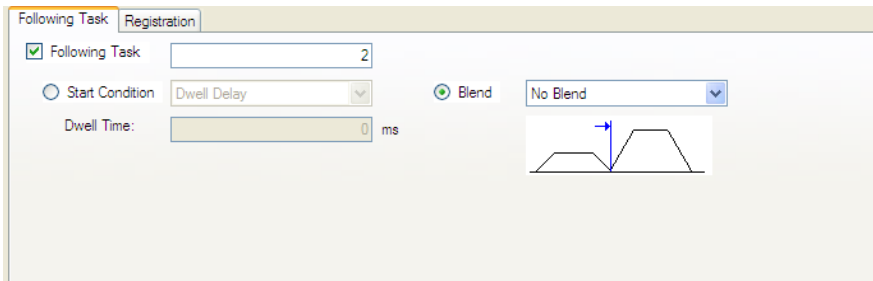 Following Task Registration
Following Task 2
Start Condition Dwell Delay Blend No Blend
Dwell Time: 0 ms